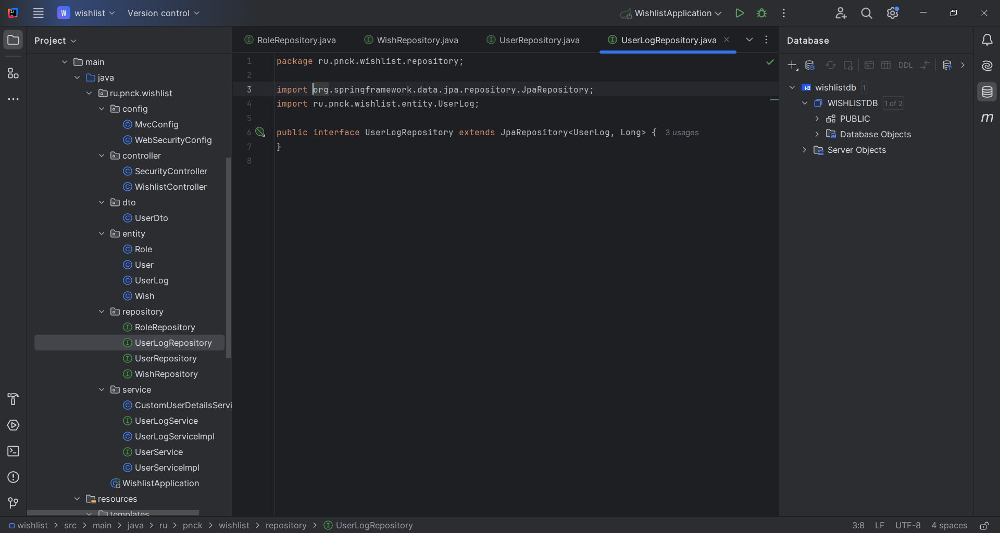 W wishlist Version control WishlistApplication
Project
main
java
ru.pnck.wishlist
config
MvcConfig
WebSecurityConfig
controller
SecurityController
WishlistController
dto
UserDto
entity
Role
User
UserLog
Wish
repository
RoleRepository
UserLogRepository
UserRepository
WishRepository
service
CustomUserDetailsServi
UserLogService
UserLogServiceImpl
UserService
UserServiceImpl
WishlistApplication
resources
templates
RoleRepository.java WishRepository.java UserRepository.java UserLogRepository.java
1 package ru.pnck.wishlist.repository;
2
3 import org.springframework.data.jpa.repository.JpaRepository;
4 import ru.pnck.wishlist.entity.UserLog;
5
6 public interface UserLogRepository extends JpaRepository<UserLog, Long> { 3 usages
7 }
8
Database
DDL
H2 wishlistdb 1
WISHLISTDB 1 of 2
PUBLIC
Database Objects
Server Objects
m
wishlist > src > main > java > ru > pnck > wishlist > repository > UserLogRepository
3:8 LF UTF-8 4 spaces